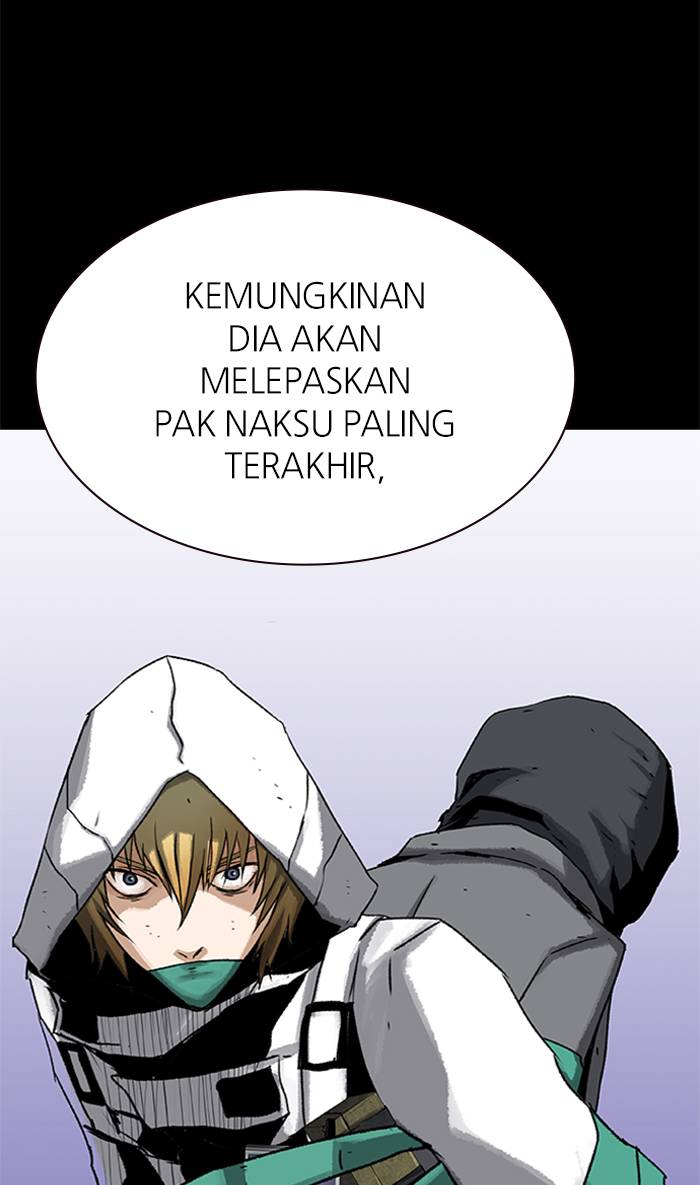 KEMUNGKINAN
DIA AKAN
MELEPASKAN
PAK NAKSU PALING
TERAKHIR,